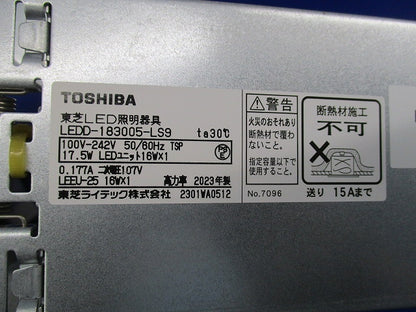 TOSHIBA
東芝LED照明器具
LEDD-183005-LS9 ta30℃
100V-242V 50/60Hz TSP
17.5W LEDユニット16W×1
0.177A 二次電圧107V
LEEU-25 16W×1 高力率 2023年製
東芝ライテック株式会社 2301WA0512
警告
火災のおそれあり
断熱材で覆わ
ないこと。
指定容量以下で
使用すること。
No.7096
断熱材施工
不可
送り 15Aまで